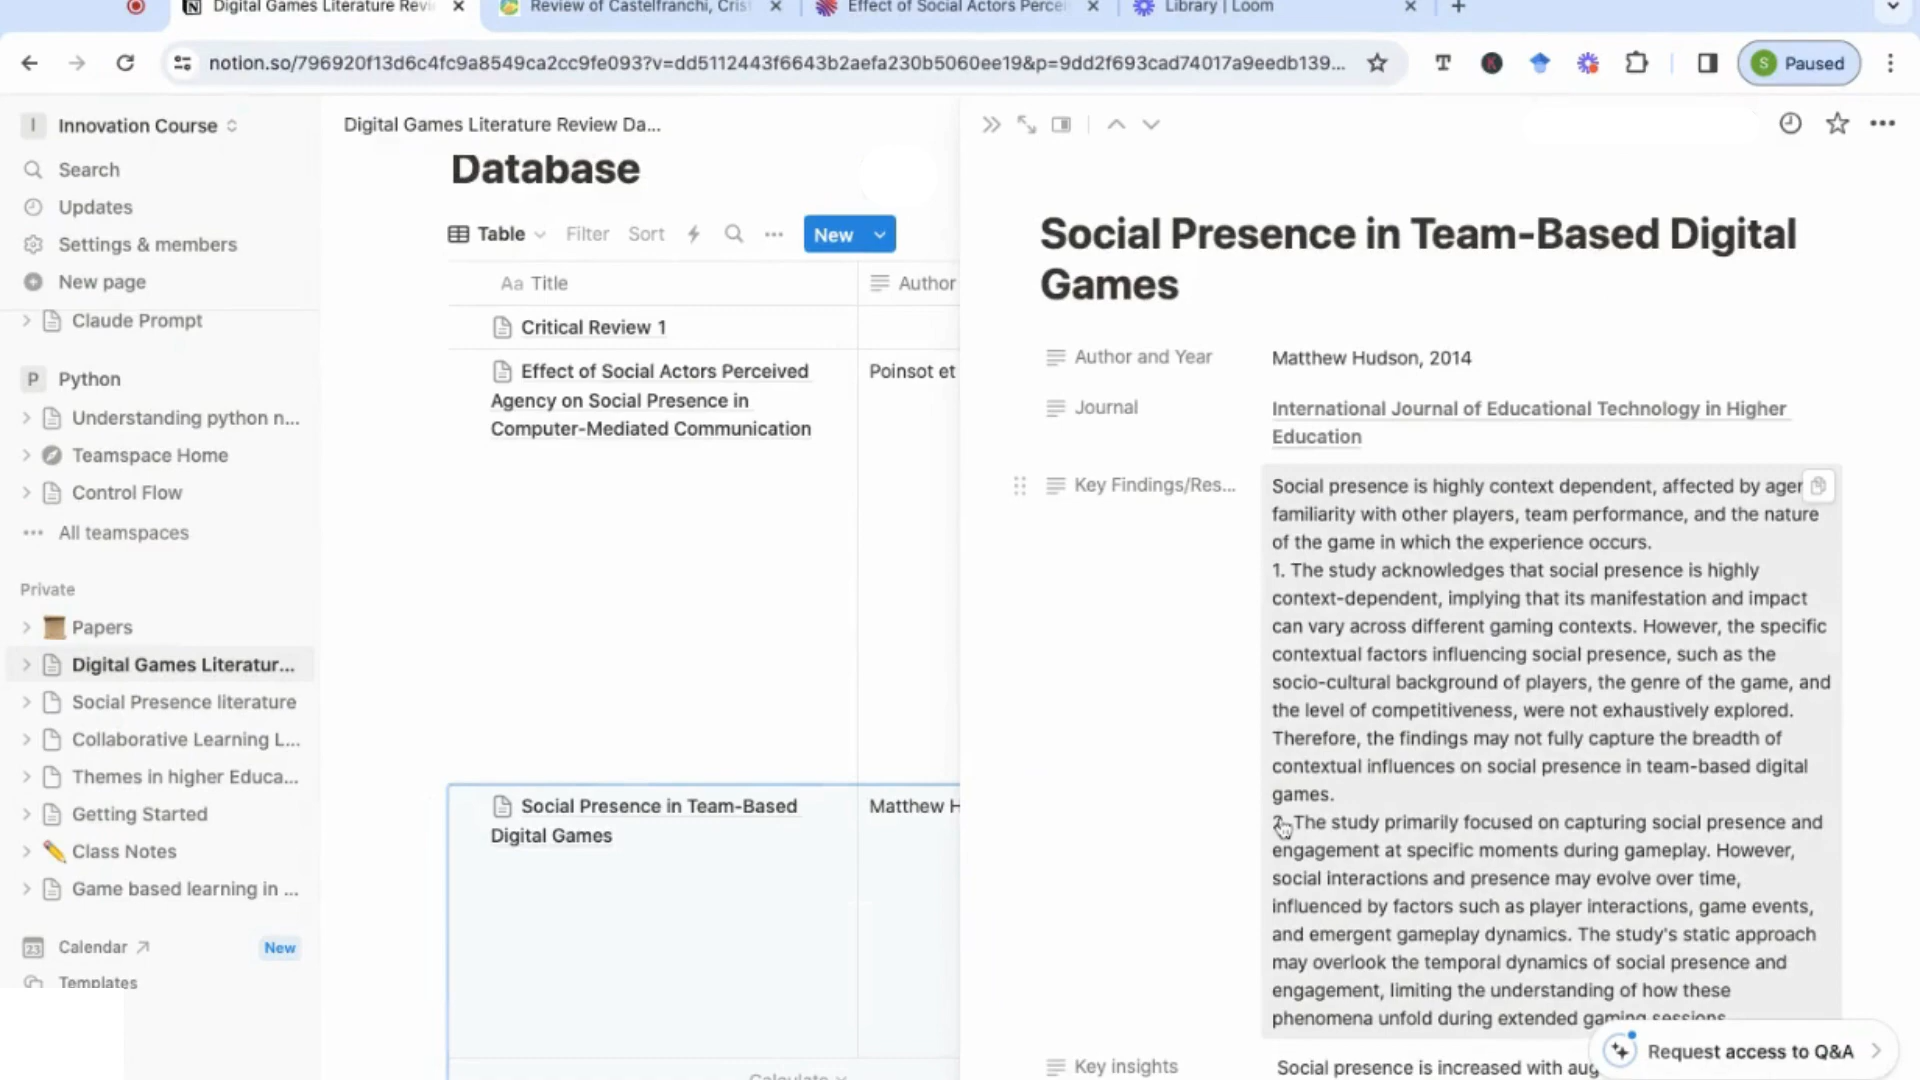 Digital Games Literature Revi
Review of Castelfranchi, Crist
Effect of Social Actors Percei
Library | Loom
notion.so/796920f13d6c4fc9a8549ca2cc9fe093?v=dd5112443f6643b2aefa230b5060ee19&p=9dd2f693cad74017a9eedb139...
T
K
S Paused
I Innovation Course
Search
Updates
Settings & members
New page
Claude Prompt
P Python
Understanding python n...
Teamspace Home
Control Flow
All teamspaces
Private
Papers
Digital Games Literatur...
Social Presence literature
Collaborative Learning L...
Themes in higher Educa...
Getting Started
Class Notes
Game based learning in ...
23 Calendar New
Templates
Digital Games Literature Review Da...
Database
Table Filter Sort New
Aa Title Author
Critical Review 1
Effect of Social Actors Perceived Poinsot et
Agency on Social Presence in
Computer-Mediated Communication
Social Presence in Team-Based Matthew H
Digital Games
Calculate
Social Presence in Team-Based Digital
Games
Author and Year Matthew Hudson, 2014
Journal International Journal of Educational Technology in Higher
Education
Key Findings/Res... Social presence is highly context dependent, affected by agen
familiarity with other players, team performance, and the nature
of the game in which the experience occurs.
1. The study acknowledges that social presence is highly
context-dependent, implying that its manifestation and impact
can vary across different gaming contexts. However, the specific
contextual factors influencing social presence, such as the
socio-cultural background of players, the genre of the game, and
the level of competitiveness, were not exhaustively explored.
Therefore, the findings may not fully capture the breadth of
contextual influences on social presence in team-based digital
games.
2. The study primarily focused on capturing social presence and
engagement at specific moments during gameplay. However,
social interactions and presence may evolve over time,
influenced by factors such as player interactions, game events,
and emergent gameplay dynamics. The study's static approach
may overlook the temporal dynamics of social presence and
engagement, limiting the understanding of how these
phenomena unfold during extended gaming sessions.
Key insights Social presence is increased with aug
Request access to Q&A